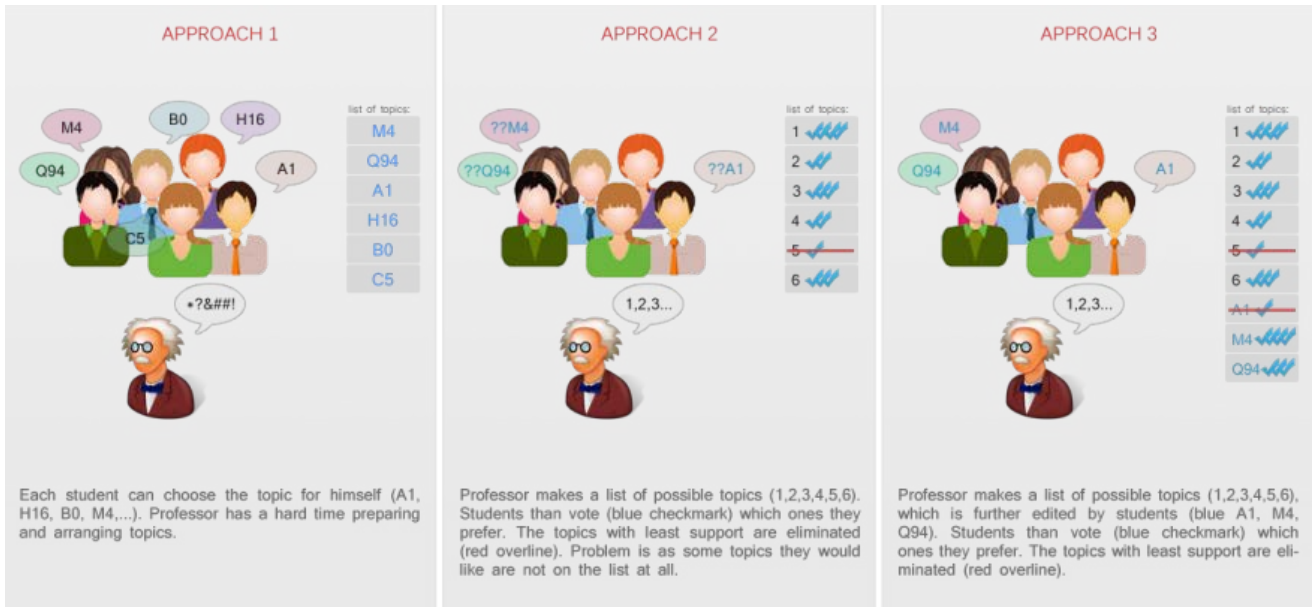 APPROACH 1
M4
B0
H16
Q94
A1
C5
*?&##!
list of topics:
M4
Q94
A1
H16
B0
C5
Each student can choose the topic for himself (A1,
H16, B0, M4,...). Professor has a hard time preparing
and arranging topics.
APPROACH 2
??M4
??Q94
??A1
1,2,3...
list of topics:
1
2
3
4
5
6
Professor makes a list of possible topics (1,2,3,4,5,6).
Students than vote (blue checkmark) which ones they
prefer. The topics with least support are eliminated
(red overline). Problem is as some topics they would
like are not on the list at all.
APPROACH 3
M4
Q94
A1
1,2,3...
list of topics:
1
2
3
4
5
6
A1
M4
Q94
Professor makes a list of possible topics (1,2,3,4,5,6),
which is further edited by students (blue A1, M4,
Q94). Students than vote (blue checkmark) which
ones they prefer. The topics with least support are eli-
minated (red overline).